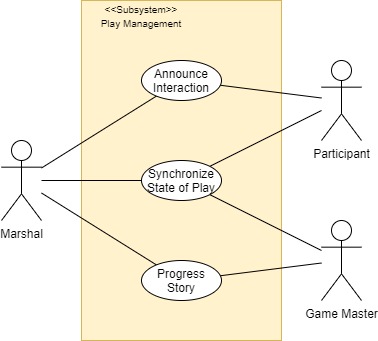 <<Subsystem>>
Play Management
Announce
Interaction
Participant
Synchronize
State of Play
Marshal
Progress
Story
Game Master